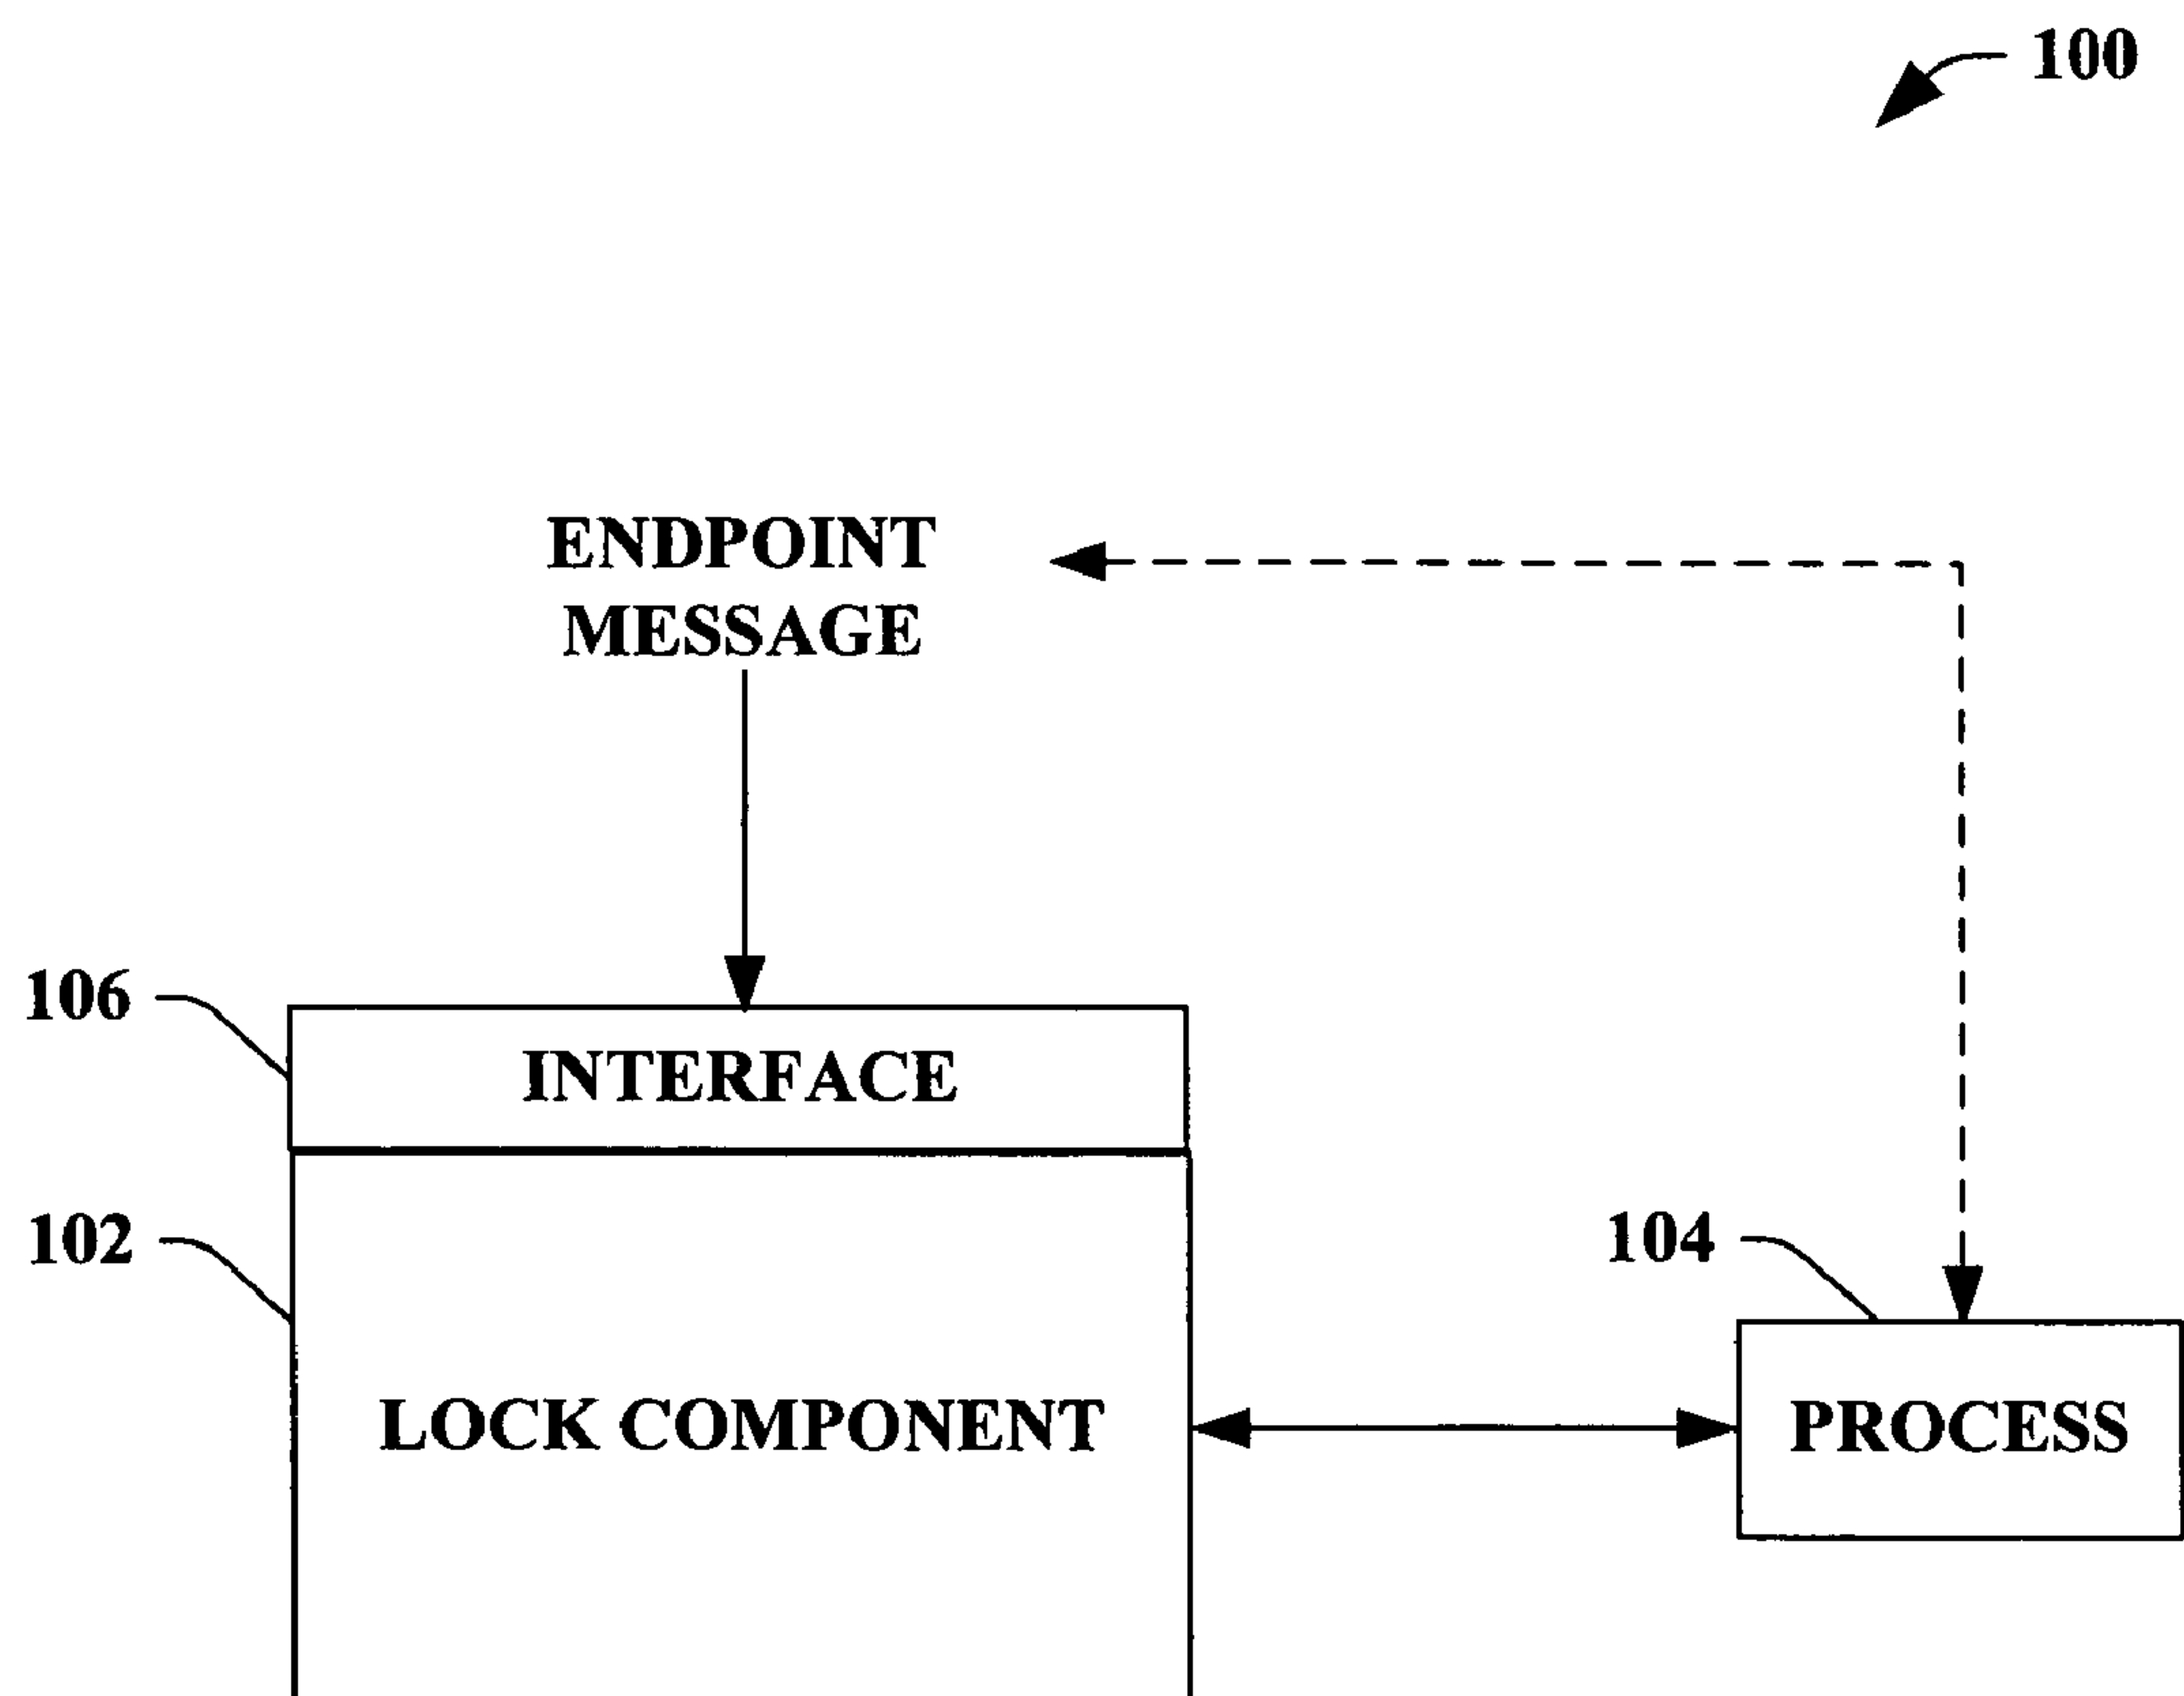 100
ENDPOINT
MESSAGE
106
INTERFACE
102
104
LOCK COMPONENT
PROCESS